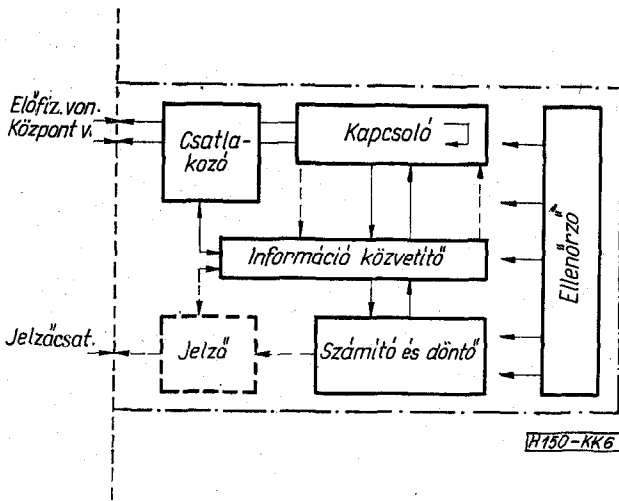 Előfiz. von.
Központ v.
Csatla-
kozó
Kapcsoló
Információ közvetítő
Ellenőrző
Jelzőcsat.
Jelző
Számító és döntő
H150-KK6